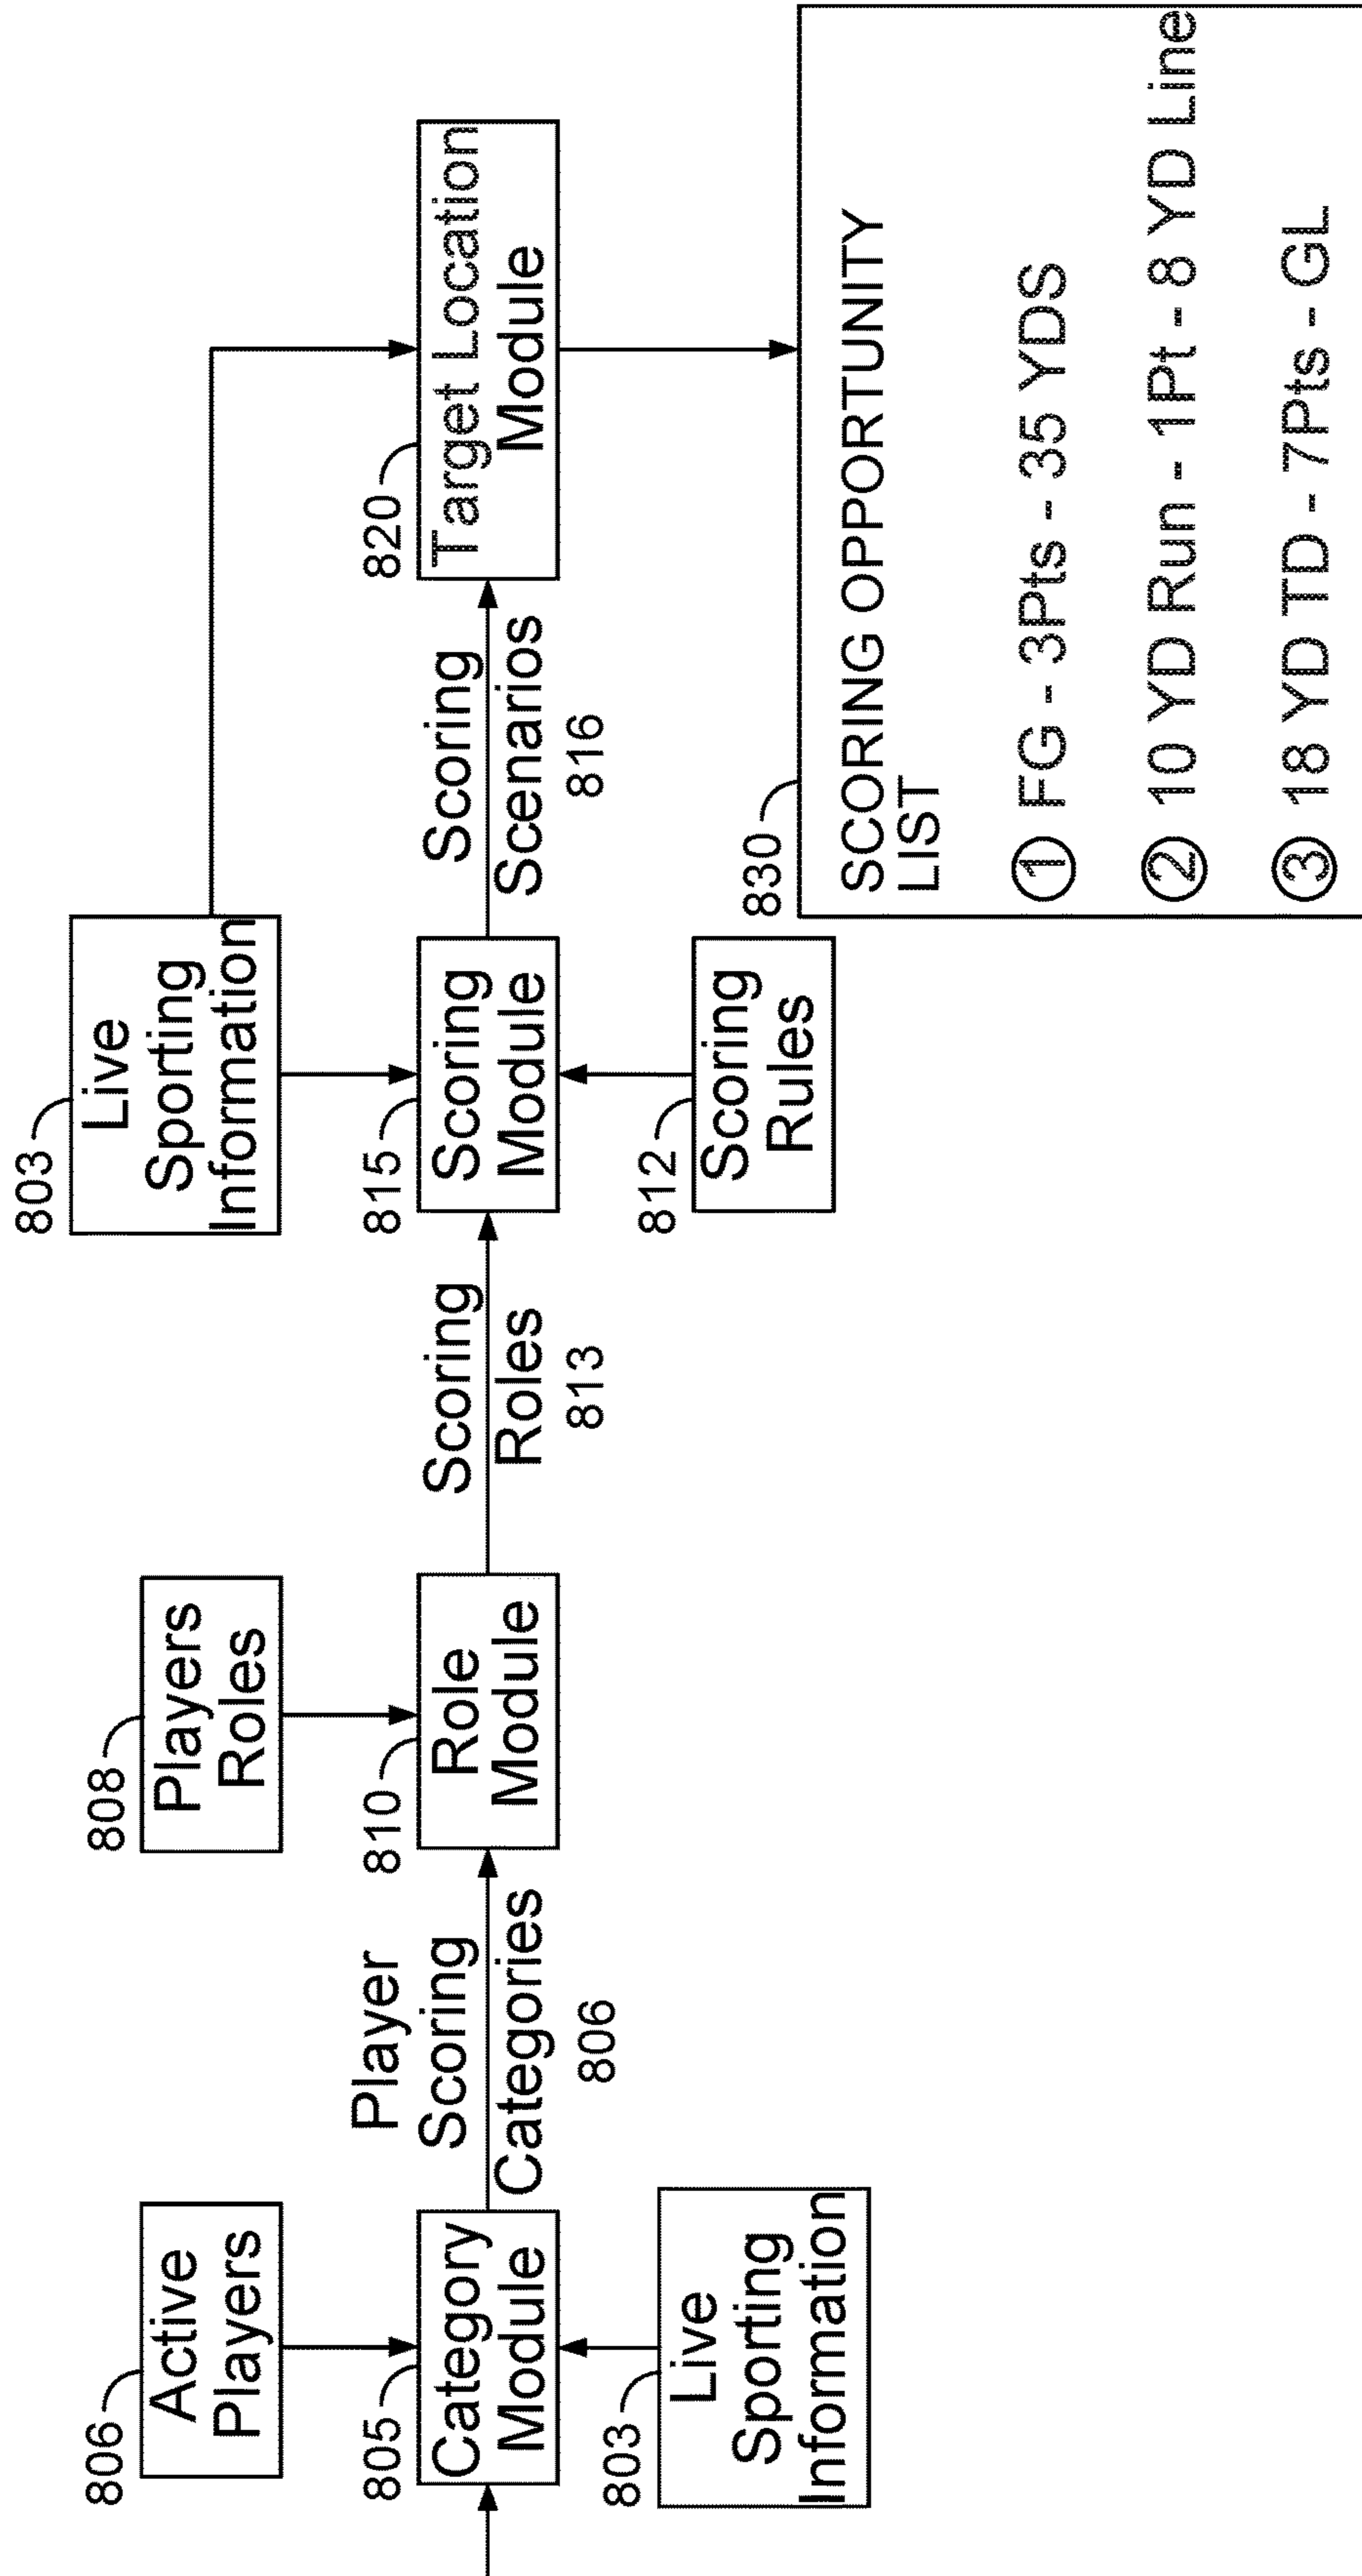 806
Active
Players
805
Category
Module
803
Live
Sporting
Information
Player
Scoring
Categories
806
808
Players
Roles
810
Role
Module
Scoring
Roles
813
803
Live
Sporting
Information
815
Scoring
Module
812
Scoring
Rules
Scoring
Scenarios
816
820
Target Location
Module
830
SCORING OPPORTUNITY
LIST
1 FG - 3Pts - 35 YDS
2 10 YD Run - 1Pt - 8 YD Line
3 18 YD TD - 7Pts - GL